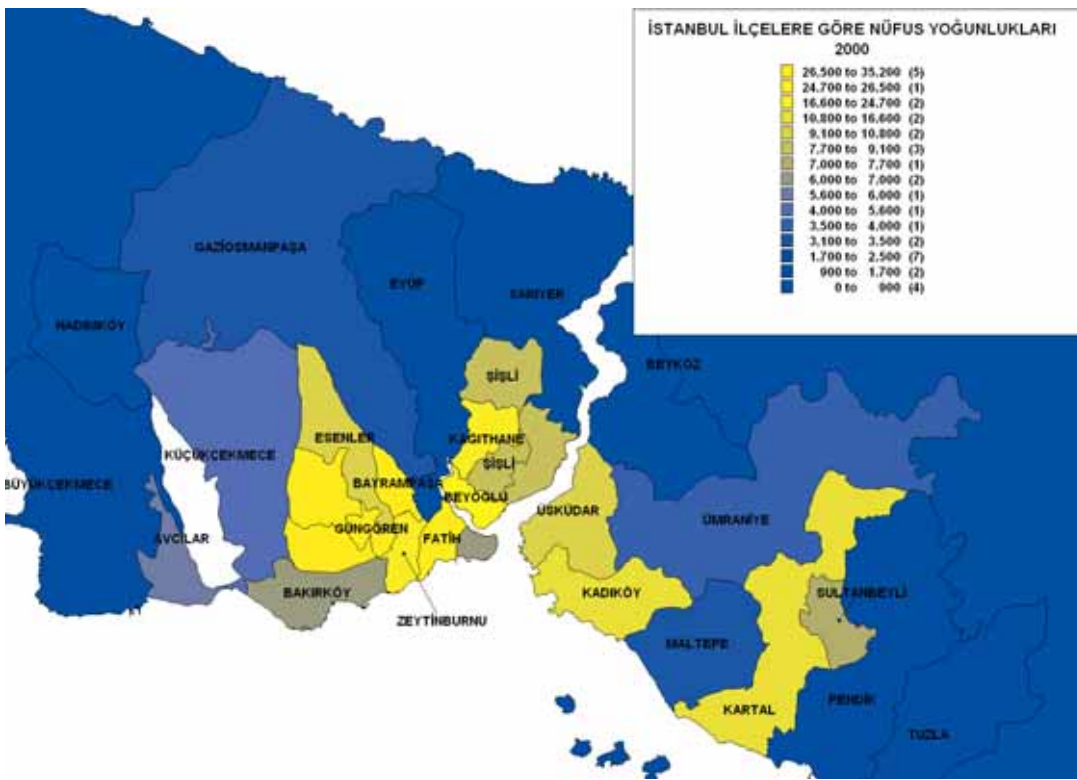 İSTANBUL İLÇELERE GÖRE NÜFUS YOĞUNLUKLARI
2000
26.500 to 35.200 (5)
24.700 to 26.500 (1)
16.600 to 24.700 (2)
10.800 to 16.600 (2)
9.100 to 10.800 (2)
7.700 to 9.100 (3)
7.000 to 7.700 (1)
6.000 to 7.000 (2)
5.600 to 6.000 (1)
4.000 to 5.600 (1)
3.500 to 4.000 (1)
3.100 to 3.500 (2)
1.700 to 2.500 (7)
900 to 1.700 (2)
0 to 900 (4)
GAZİOSMANPAŞA
EYÜP
SARIYER
HADIMKÖY
BEYKOZ
ŞİŞLİ
ESENLER
KAĞITHANE
KÜÇÜKÇEKMECE
ŞİŞLİ
BÜYÜKÇEKMECE
BAYRAMPAŞA
BEYOĞLU
ÜSKÜDAR
ÜMRANİYE
GÜNGÖREN
FATİH
AVCILAR
BAKIRKÖY
KADIKÖY
SULTANBEYLİ
ZEYTİNBURNU
MALTEPE
PENDİK
KARTAL
TUZLA